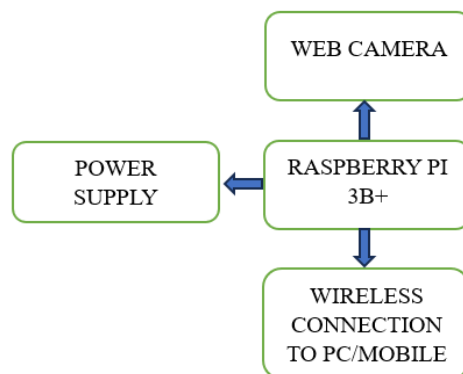 WEB CAMERA
POWER
SUPPLY
RASPBERRY PI
3B+
WIRELESS
CONNECTION
TO PC/MOBILE